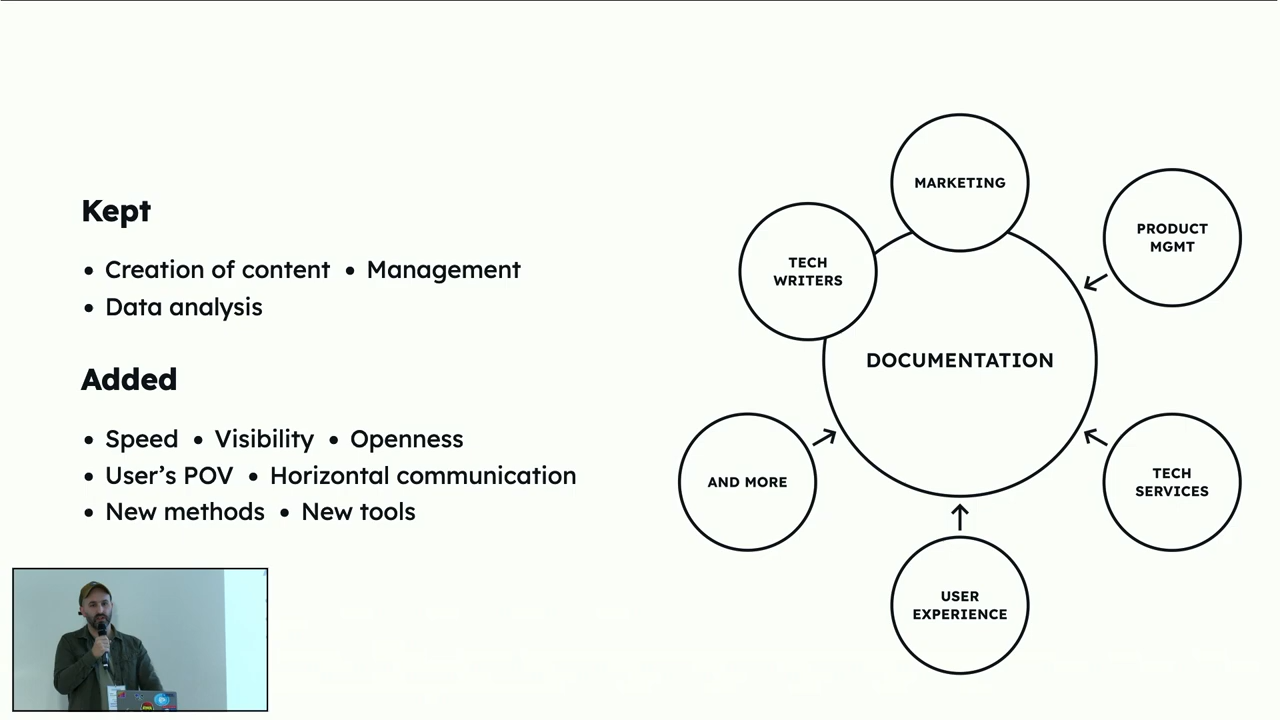 Kept
• Creation of content • Management
• Data analysis
Added
• Speed • Visibility • Openness
• User’s POV • Horizontal communication
• New methods • New tools
MARKETING
PRODUCT
MGMT
TECH
WRITERS
DOCUMENTATION
AND MORE
TECH
SERVICES
USER
EXPERIENCE